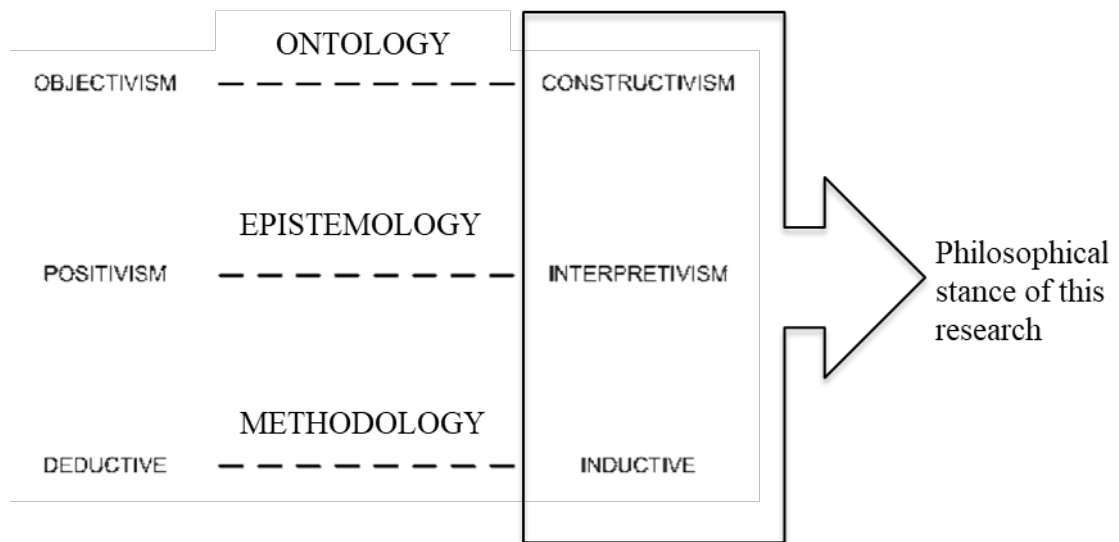 ONTOLOGY
OBJECTIVISM
CONSTRUCTIVISM
EPISTEMOLOGY
POSITIVISM
INTERPRETIVISM
METHODOLOGY
DEDUCTIVE
INDUCTIVE
Philosophical
stance of this
research